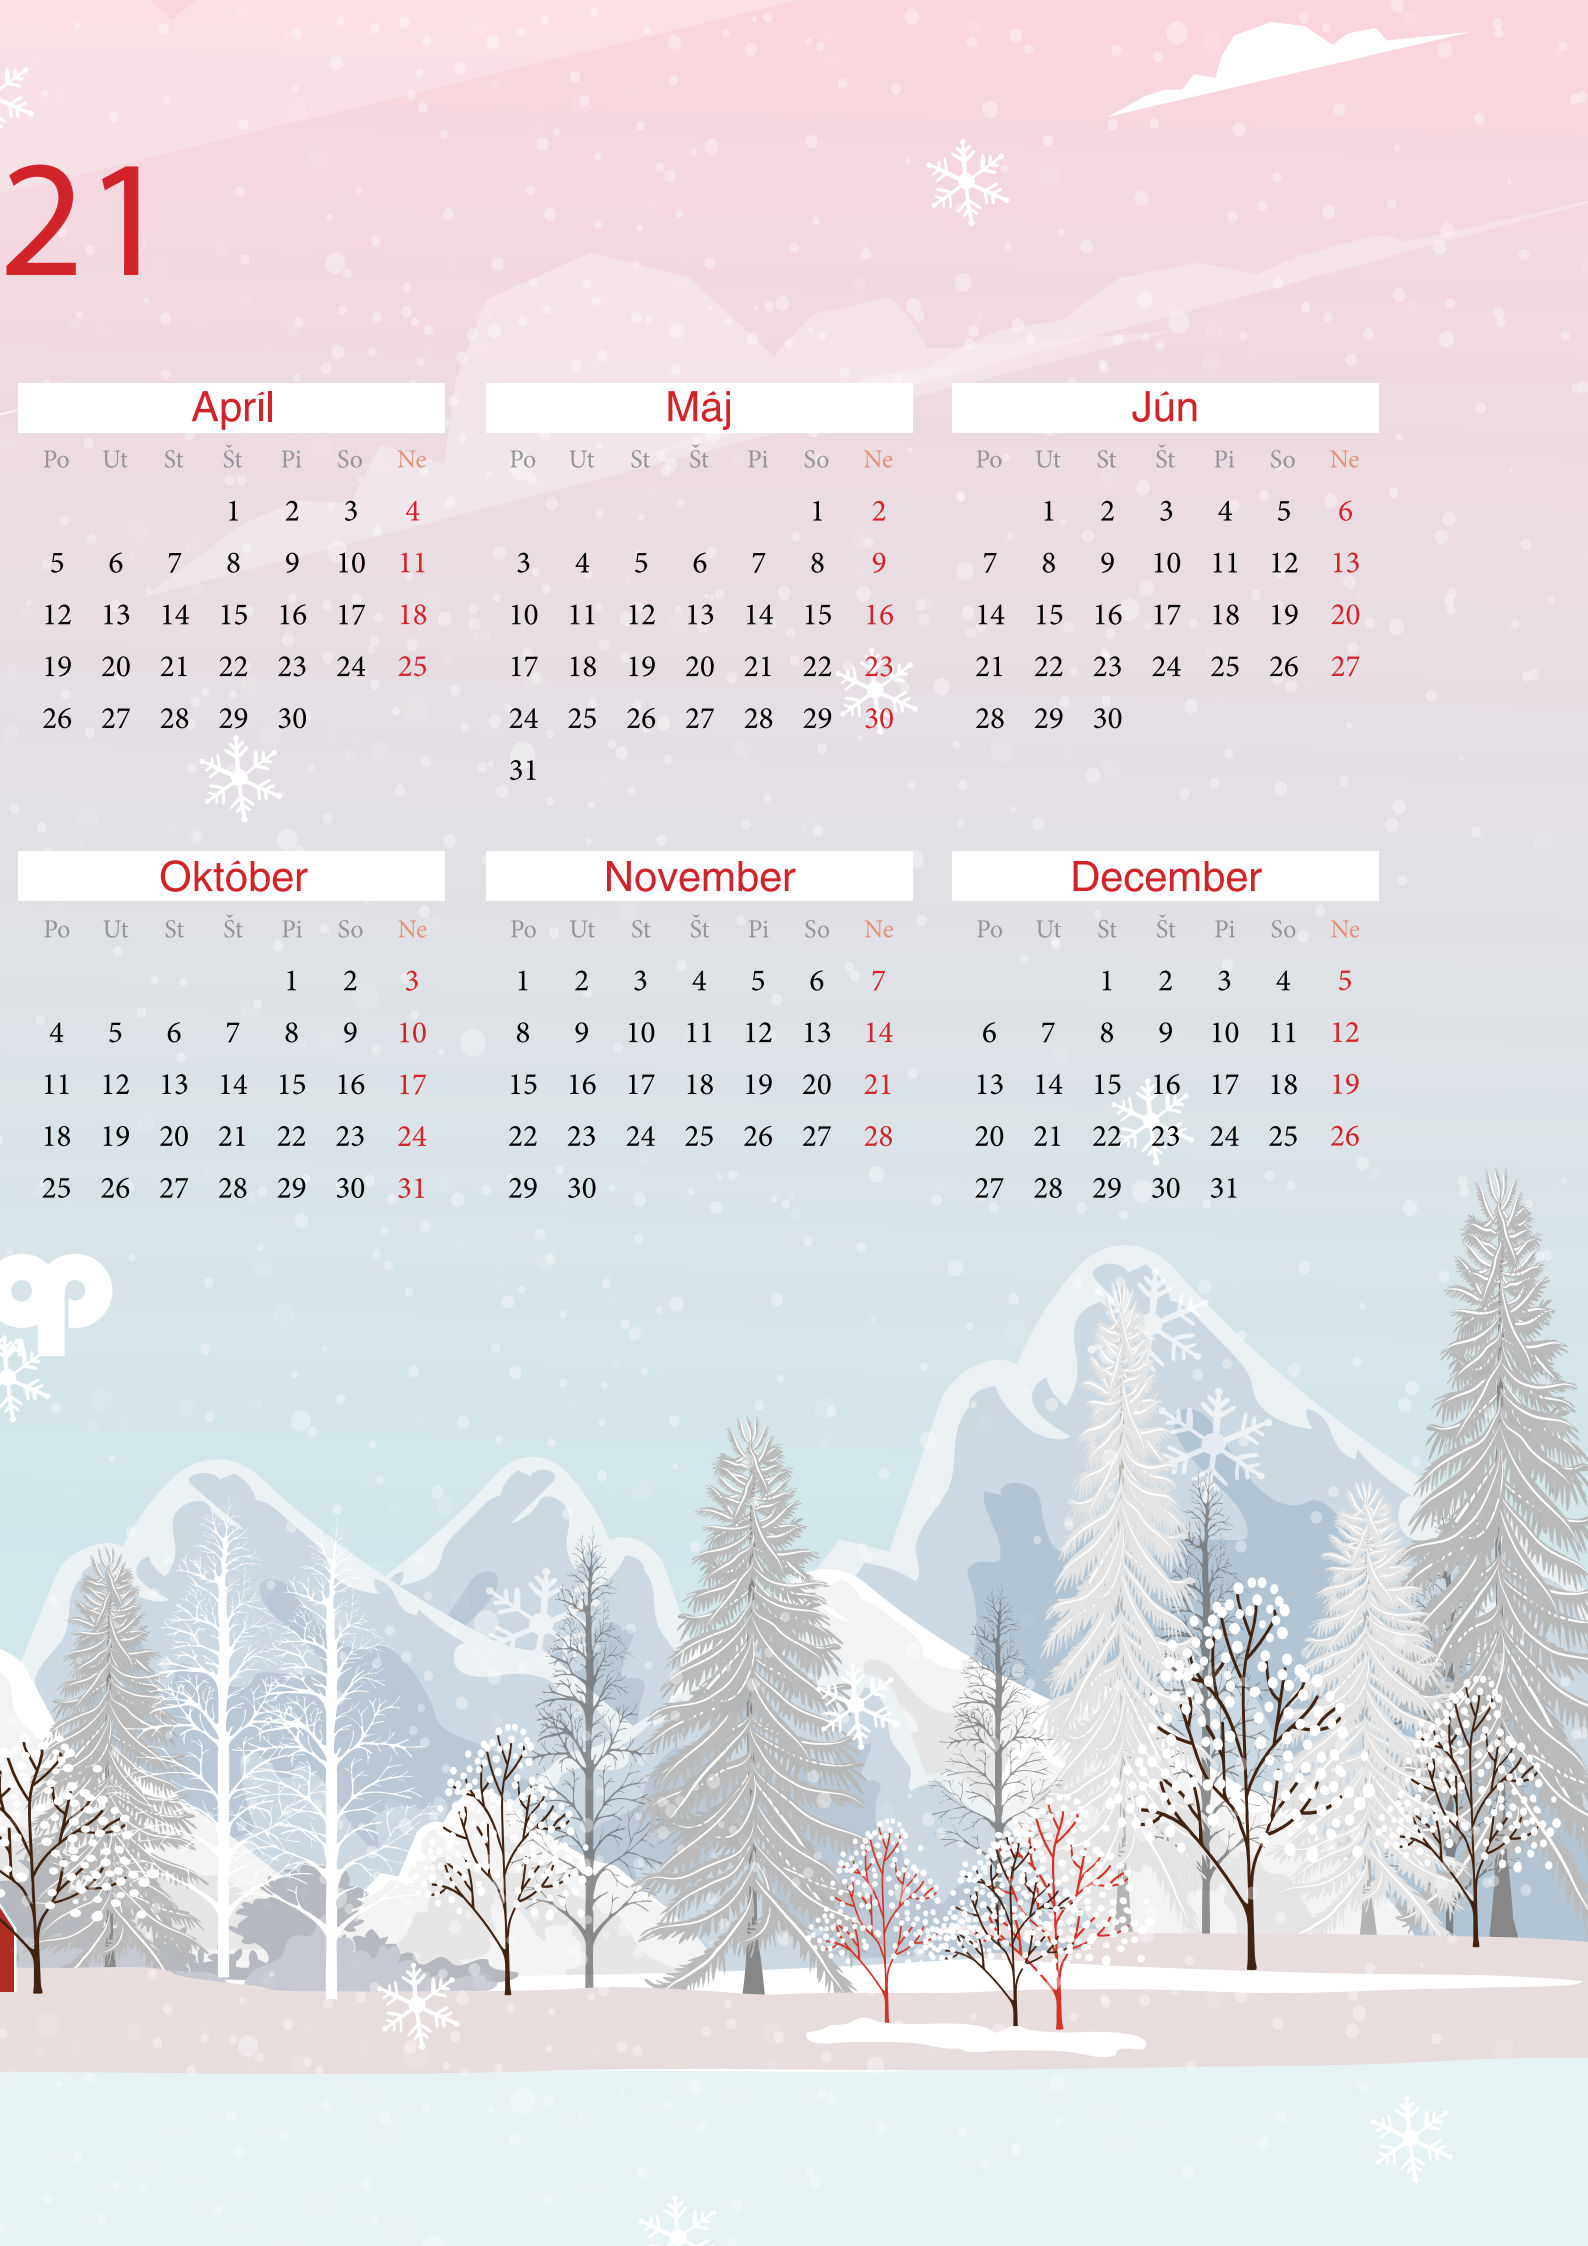 21
Apríl
Po Ut St Št Pi So Ne
1 2 3 4
5 6 7 8 9 10 11
12 13 14 15 16 17 18
19 20 21 22 23 24 25
26 27 28 29 30
Máj
Po Ut St Št Pi So Ne
1 2
3 4 5 6 7 8 9
10 11 12 13 14 15 16
17 18 19 20 21 22 23
24 25 26 27 28 29 30
31
Jún
Po Ut St Št Pi So Ne
1 2 3 4 5 6
7 8 9 10 11 12 13
14 15 16 17 18 19 20
21 22 23 24 25 26 27
28 29 30
Október
Po Ut St Št Pi So Ne
1 2 3
4 5 6 7 8 9 10
11 12 13 14 15 16 17
18 19 20 21 22 23 24
25 26 27 28 29 30 31
November
Po Ut St Št Pi So Ne
1 2 3 4 5 6 7
8 9 10 11 12 13 14
15 16 17 18 19 20 21
22 23 24 25 26 27 28
29 30
December
Po Ut St Št Pi So Ne
1 2 3 4 5
6 7 8 9 10 11 12
13 14 15 16 17 18 19
20 21 22 23 24 25 26
27 28 29 30 31